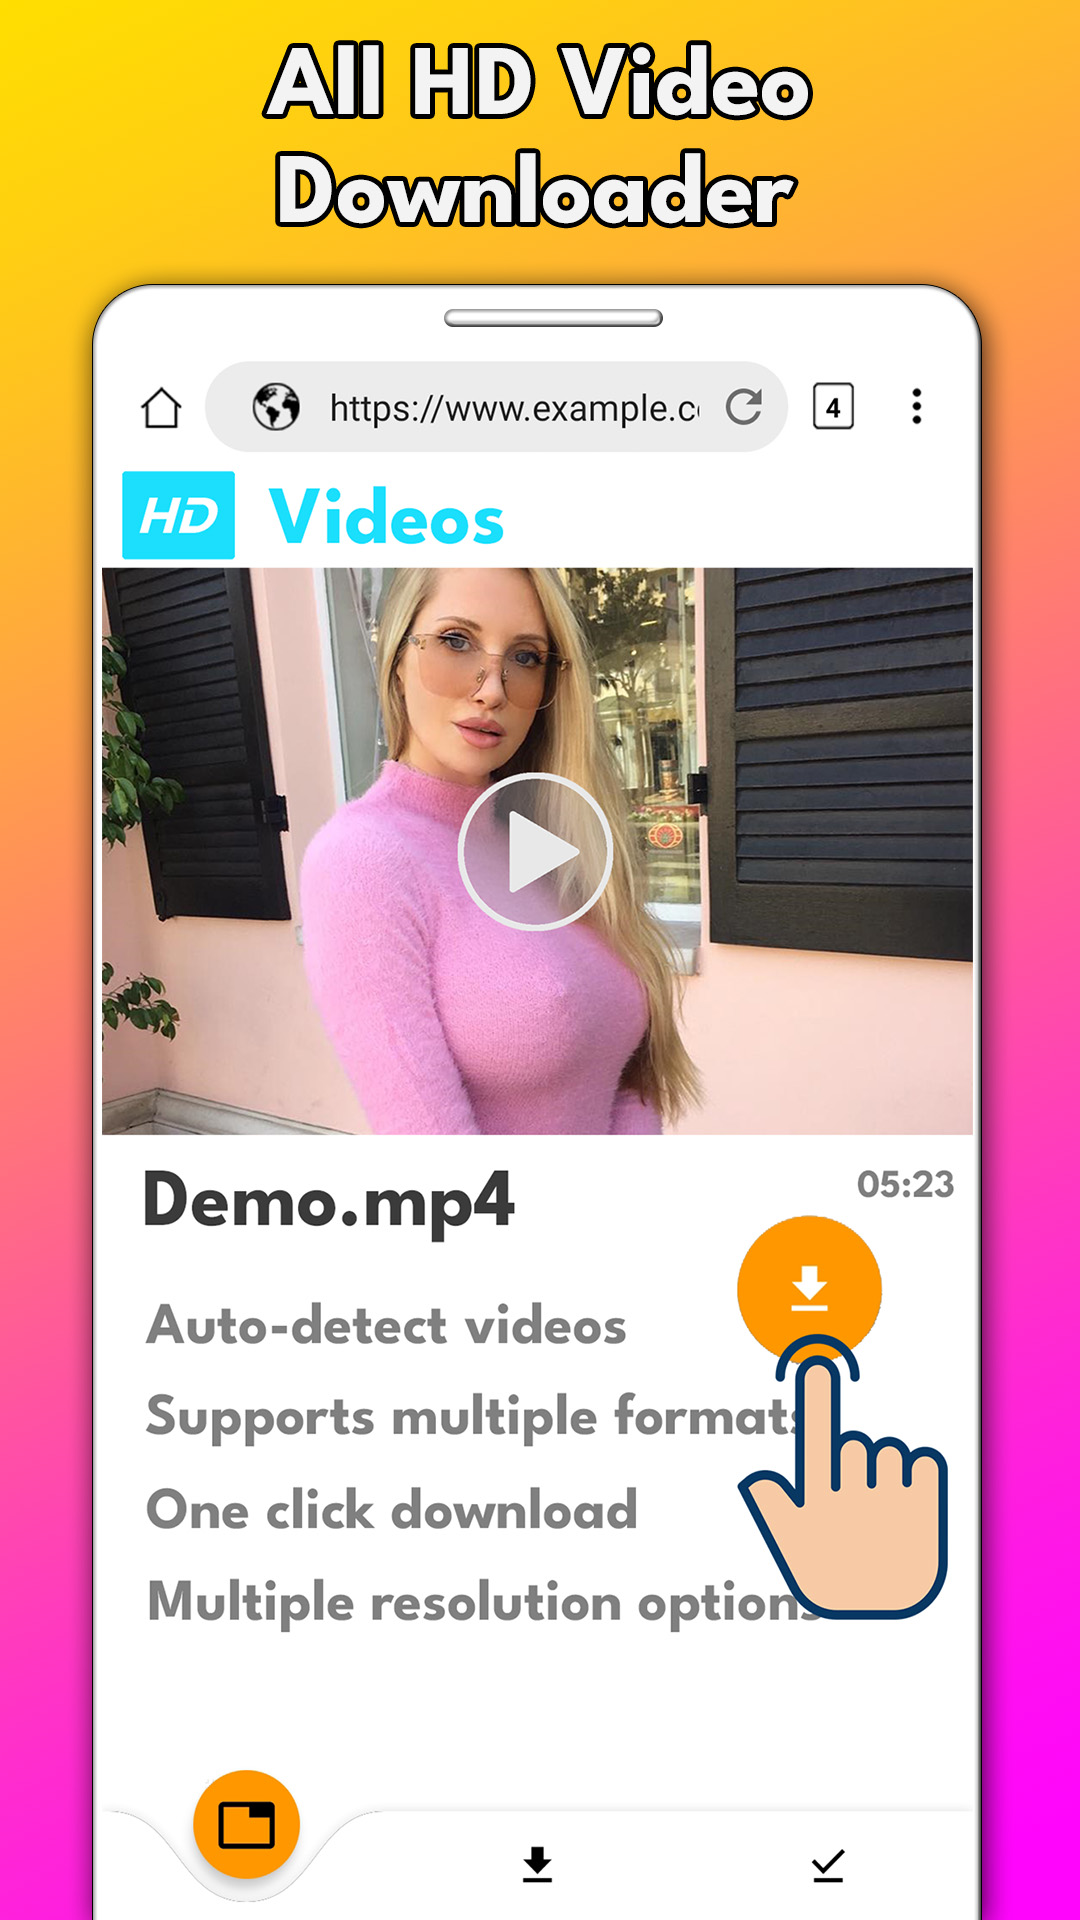 All HD Video
Downloader
https://www.example.c
4
HD Videos
Demo.mp4
05:23
Auto-detect videos
Supports multiple formats
One click download
Multiple resolution options